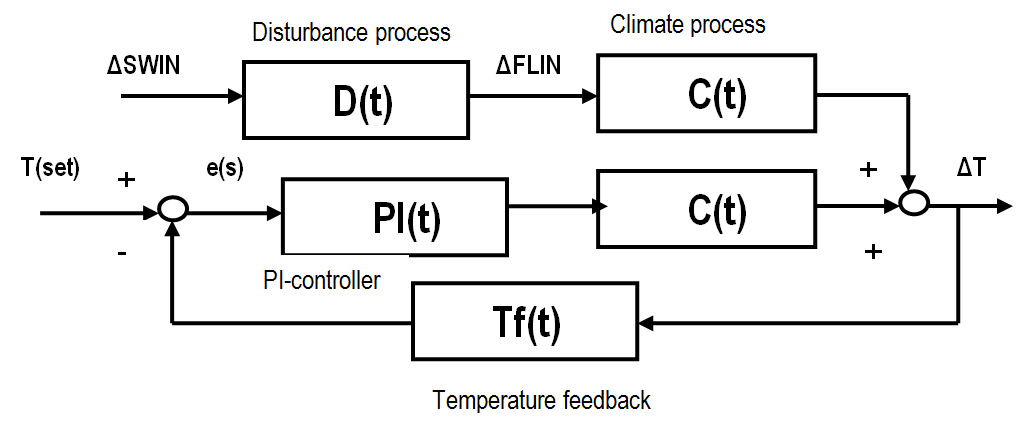 Disturbance process
Climate process
ΔSWIN
D(t)
ΔFLIN
C(t)
T(set)
+
e(s)
PI(t)
C(t)
+
ΔT
-
+
PI-controller
Tf(t)
Temperature feedback